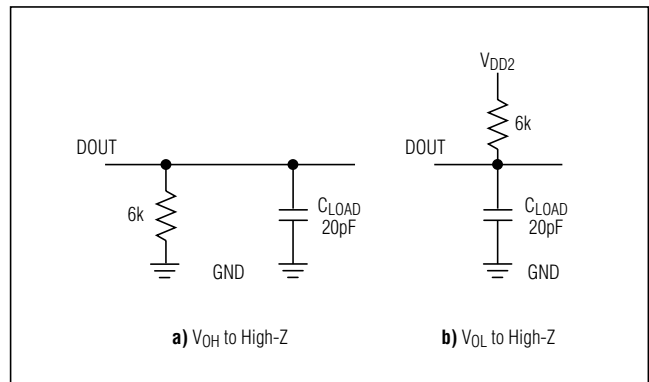 DOUT
6k
CLOAD
20pF
GND
a) VOH to High-Z
VDD2
6k
DOUT
CLOAD
20pF
GND
b) VOL to High-Z